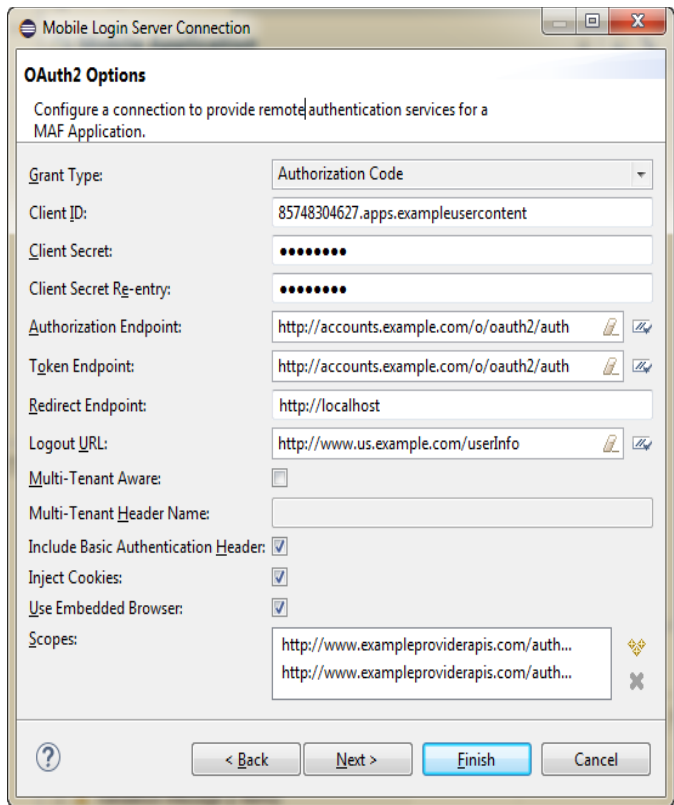 Mobile Login Server Connection
OAuth2 Options
Configure a connection to provide remote authentication services for a
MAF Application.
Grant Type: Authorization Code
Client ID: 85748304627.apps.exampleusercontent
Client Secret: ●●●●●●●●
Client Secret Re-entry: ●●●●●●●●
Authorization Endpoint: http://accounts.example.com/o/oauth2/auth
Token Endpoint: http://accounts.example.com/o/oauth2/auth
Redirect Endpoint: http://localhost
Logout URL: http://www.us.example.com/userInfo
Multi-Tenant Aware:
Multi-Tenant Header Name:
Include Basic Authentication Header:
Inject Cookies:
Use Embedded Browser:
Scopes: http://www.exampleproviderapis.com/auth...
http://www.exampleproviderapis.com/auth...
? < Back Next > Finish Cancel